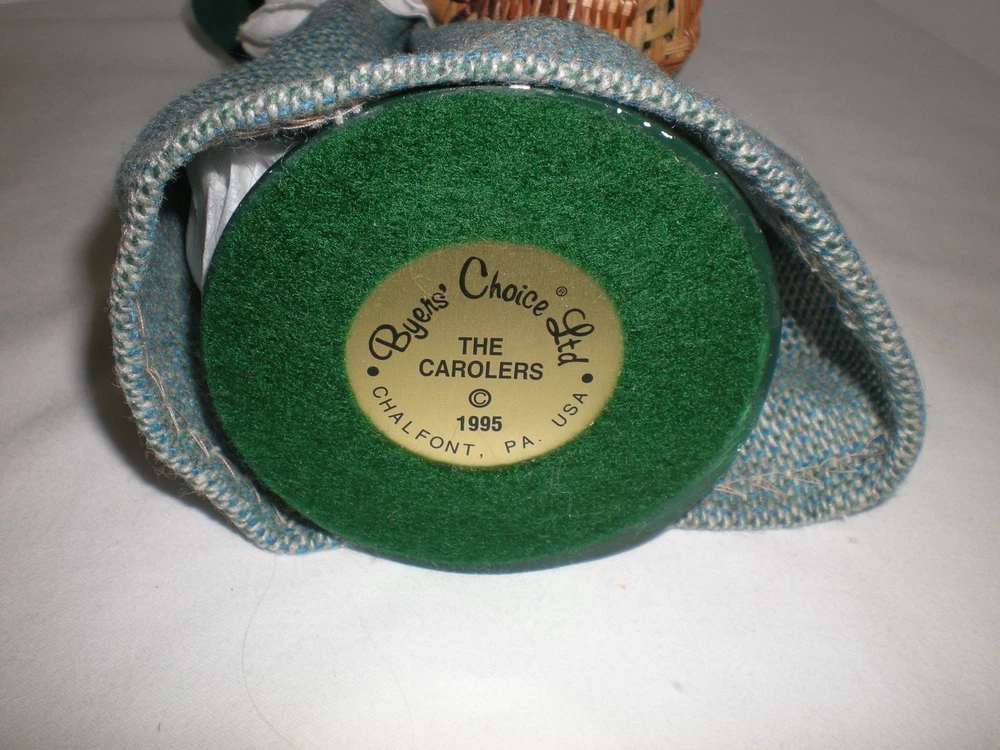 Byers' Choice® Ltd
THE
CAROLERS
©
1995
CHALFONT, PA. USA